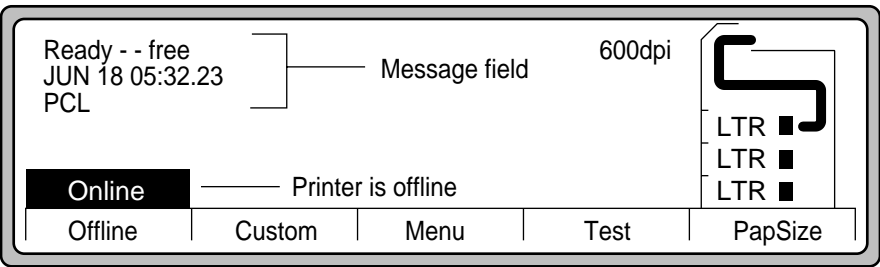 Ready - - free
JUN 18 05:32.23
PCL
Message field
600dpi
LTR
LTR
LTR
Online
Printer is offline
Offline
Custom
Menu
Test
PapSize